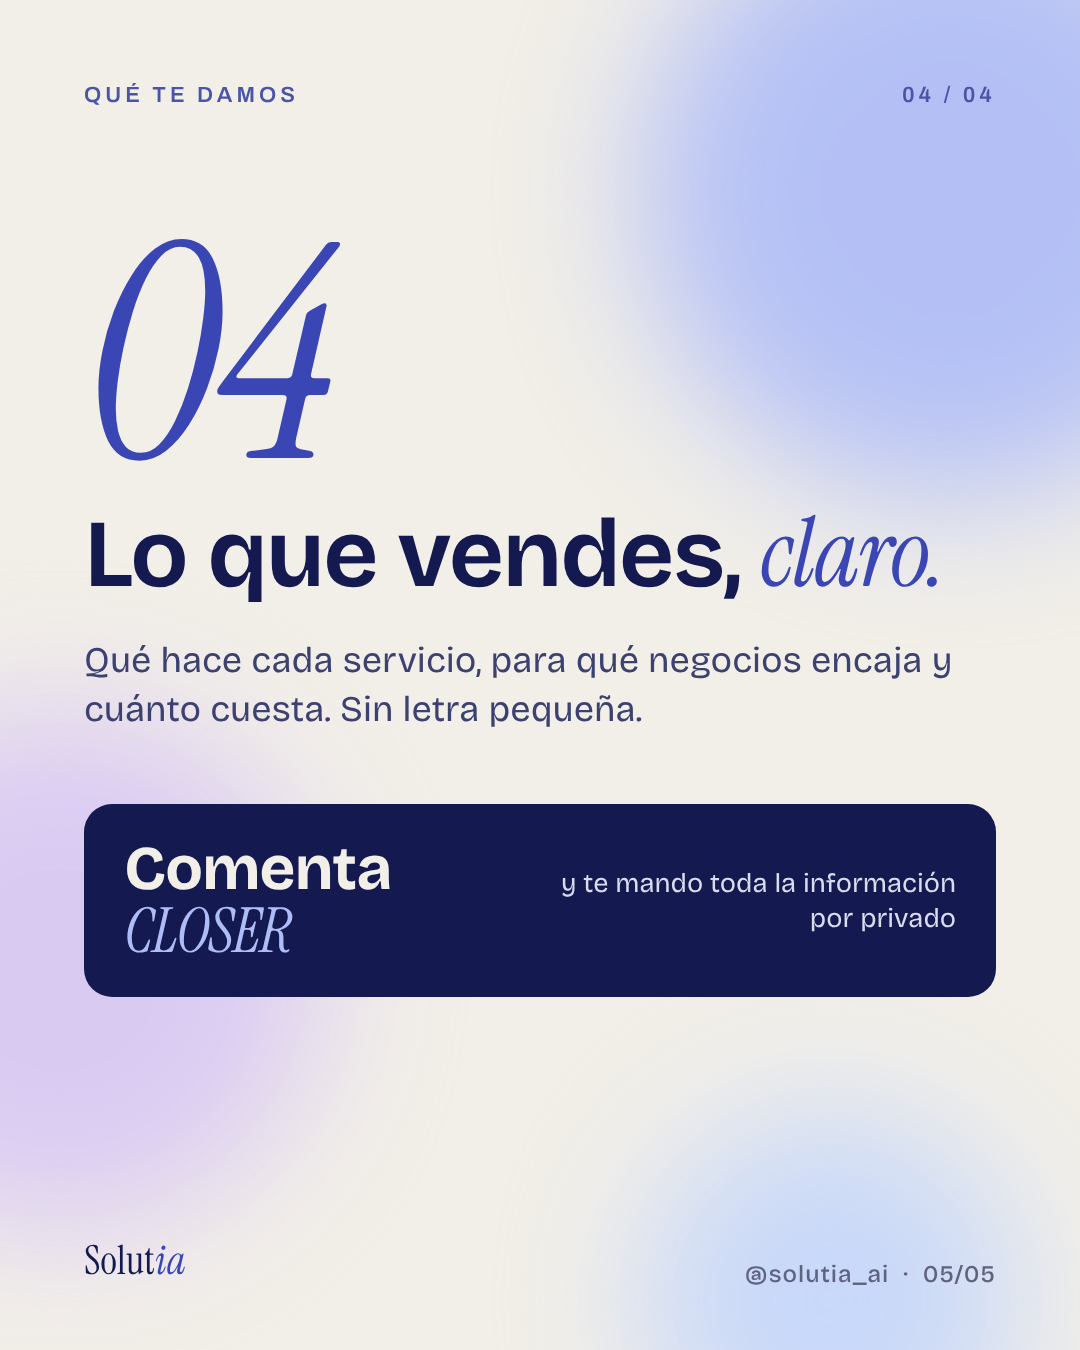 QUÉ TE DAMOS
04 / 04
04
Lo que vendes, claro.
Qué hace cada servicio, para qué negocios encaja y
cuánto cuesta. Sin letra pequeña.
Comenta
CLOSER
y te mando toda la información
por privado
Solutia
@solutia_ai · 05/05